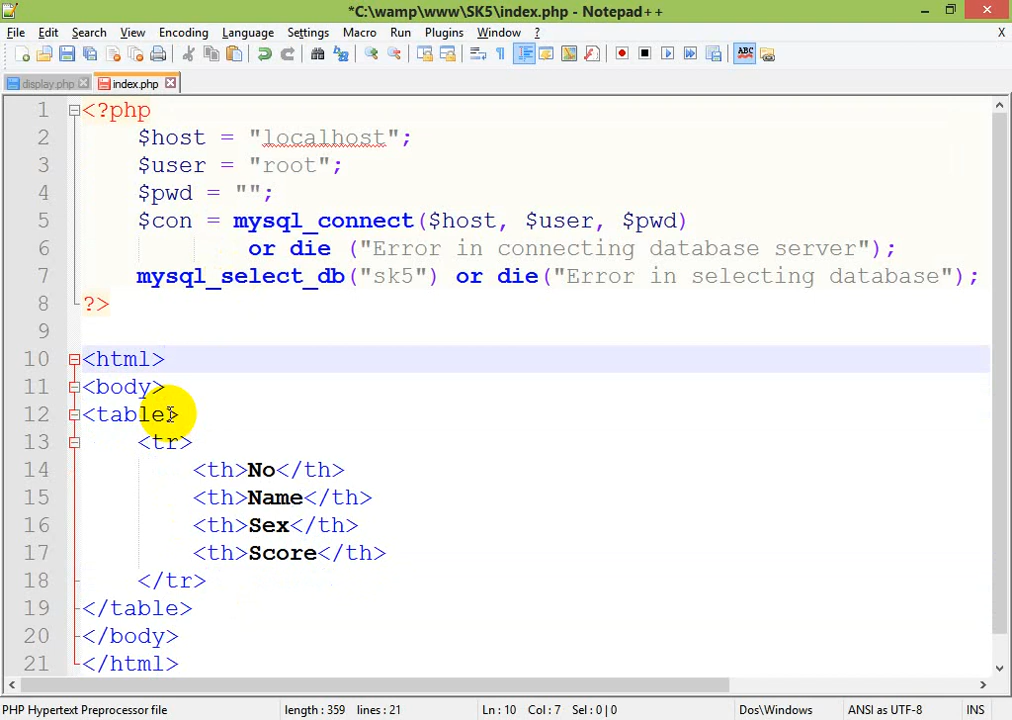 *C:\wamp\www\SK5\index.php - Notepad++
File Edit Search View Encoding Language Settings Macro Run Plugins Window ? X
display.php index.php
1 <?php
2 $host = "localhost";
3 $user = "root";
4 $pwd = "";
5 $con = mysql_connect($host, $user, $pwd)
6 or die ("Error in connecting database server");
7 mysql_select_db("sk5") or die("Error in selecting database");
8 ?>
9
10 <html>
11 <body>
12 <table>
13 <tr>
14 <th>No</th>
15 <th>Name</th>
16 <th>Sex</th>
17 <th>Score</th>
18 </tr>
19 </table>
20 </body>
21 </html>
PHP Hypertext Preprocessor file length : 359 lines : 21 Ln : 10 Col : 7 Sel : 0 | 0 Dos\Windows ANSI as UTF-8 INS